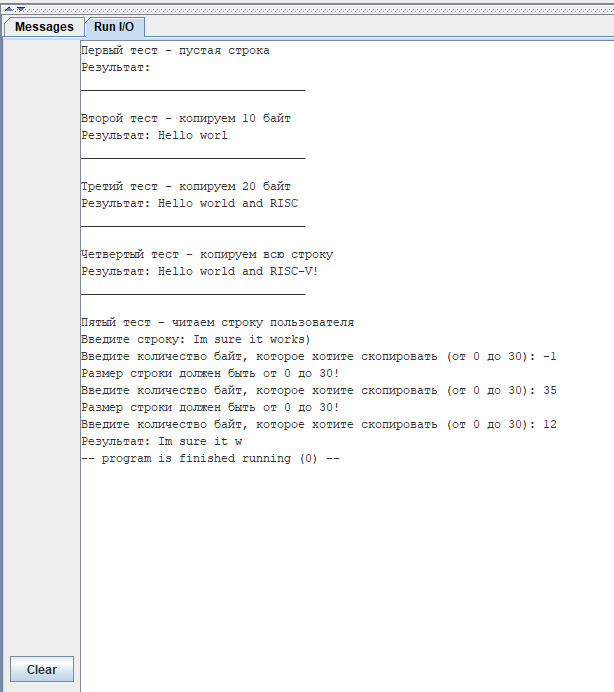 Messages Run I/O
Первый тест - пустая строка
Результат:
________________________________
Второй тест - копируем 10 байт
Результат: Hello worl
________________________________
Третий тест - копируем 20 байт
Результат: Hello world and RISC
________________________________
Четвертый тест - копируем всю строку
Результат: Hello world and RISC-V!
________________________________
Пятый тест - читаем строку пользователя
Введите строку: Im sure it works)
Введите количество байт, которое хотите скопировать (от 0 до 30): -1
Размер строки должен быть от 0 до 30!
Введите количество байт, которое хотите скопировать (от 0 до 30): 35
Размер строки должен быть от 0 до 30!
Введите количество байт, которое хотите скопировать (от 0 до 30): 12
Результат: Im sure it w
-- program is finished running (0) --
Clear